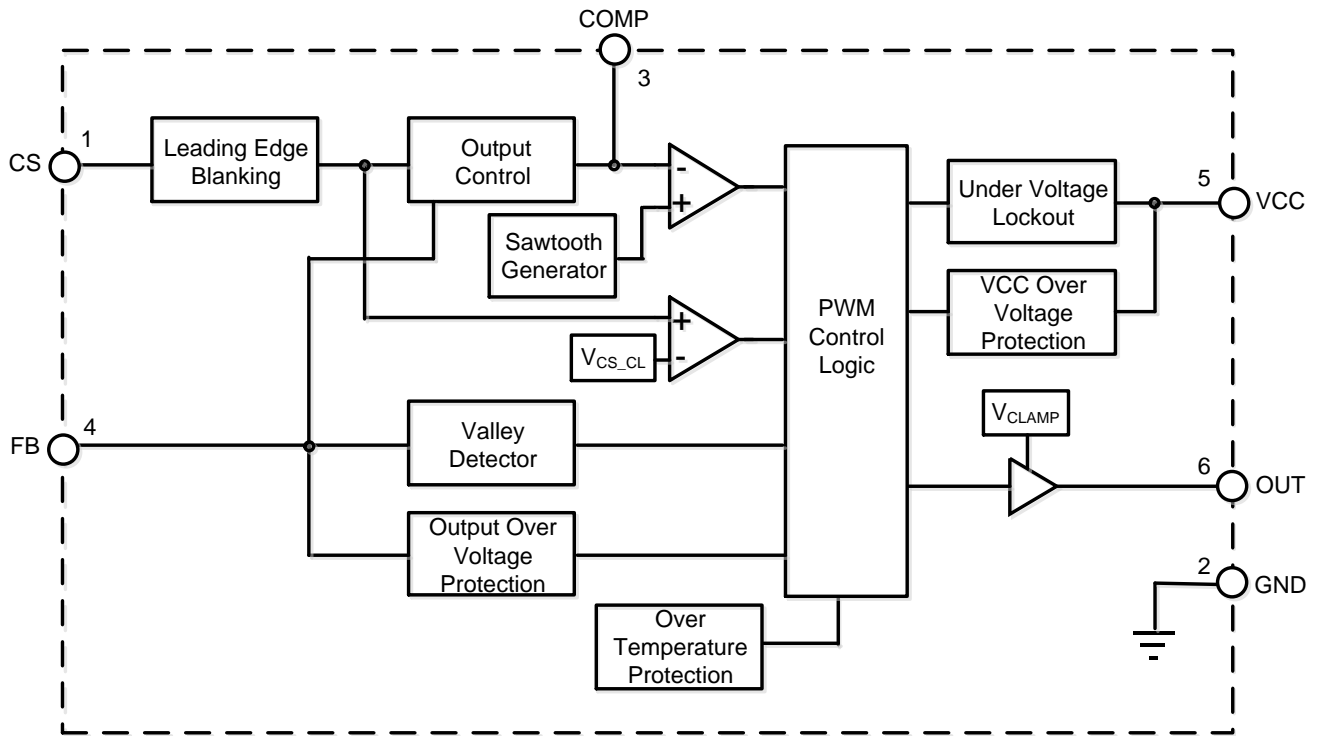 COMP
3
1
CS
Leading Edge
Blanking
Output
Control
-
+
Sawtooth
Generator
PWM
Control
Logic
Under Voltage
Lockout
5
VCC
VCC Over
Voltage
Protection
+
-
VCS_CL
VCLAMP
4
FB
Valley
Detector
6
OUT
Output Over
Voltage
Protection
2
GND
Over
Temperature
Protection